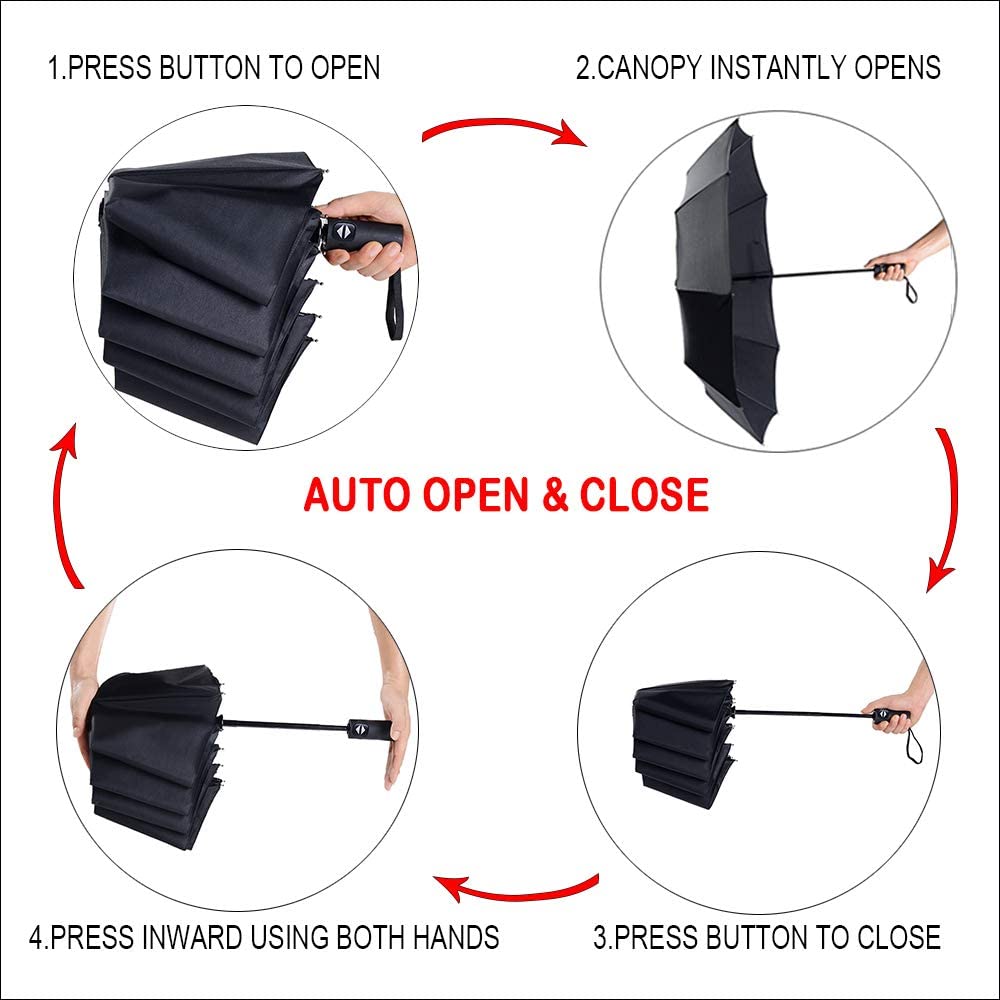 1.PRESS BUTTON TO OPEN
2.CANOPY INSTANTLY OPENS
AUTO OPEN & CLOSE
4.PRESS INWARD USING BOTH HANDS
3.PRESS BUTTON TO CLOSE